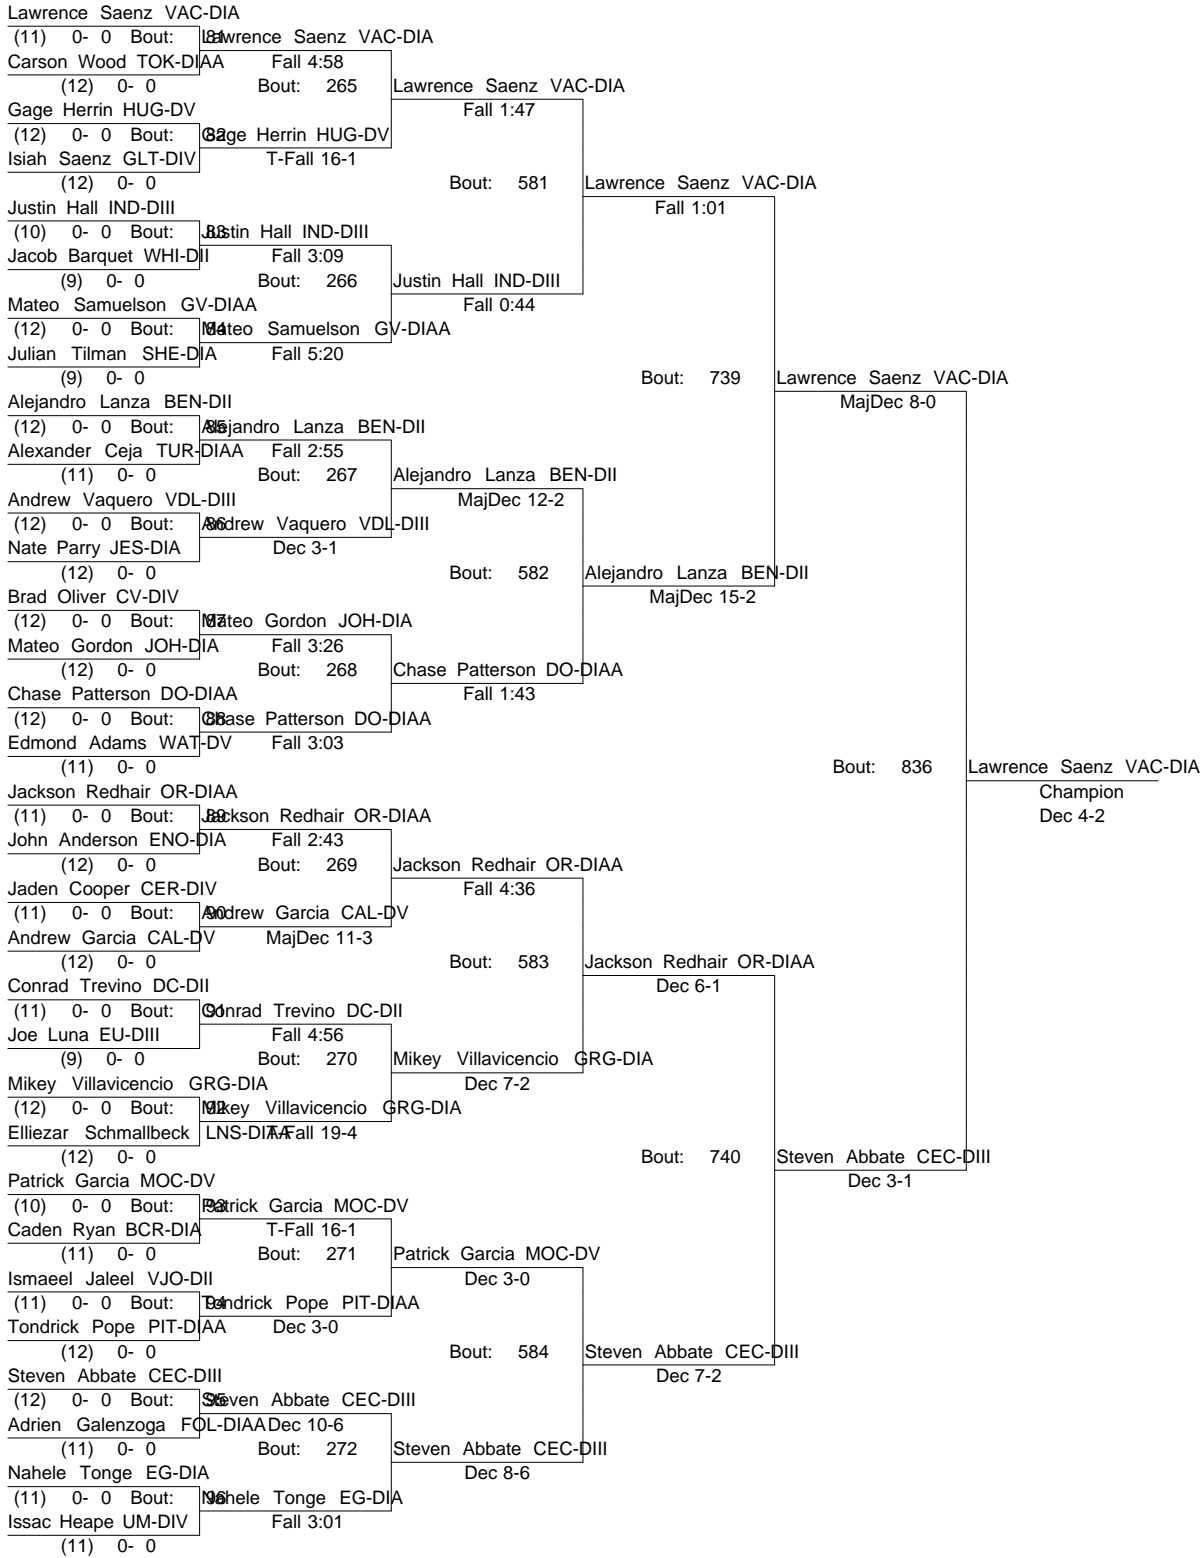 Lawrence Saenz VAC-DIA
(11) 0- 0 Bout: 81 Lawrence Saenz VAC-DIA
Carson Wood TOK-DIAA Fall 4:58
(12) 0- 0 Bout: 265 Lawrence Saenz VAC-DIA
Gage Herrin HUG-DV Fall 1:47
(12) 0- 0 Bout: 82 Gage Herrin HUG-DV
Isiah Saenz GLT-DIV T-Fall 16-1
(12) 0- 0 Bout: 581 Lawrence Saenz VAC-DIA
Justin Hall IND-DIII Fall 1:01
(10) 0- 0 Bout: 83 Justin Hall IND-DIII
Jacob Barquet WHI-DII Fall 3:09
(9) 0- 0 Bout: 266 Justin Hall IND-DIII
Mateo Samuelson GV-DIAA Fall 0:44
(12) 0- 0 Bout: 84 Mateo Samuelson GV-DIAA
Julian Tilman SHE-DIA Fall 5:20
(9) 0- 0 Bout: 739 Lawrence Saenz VAC-DIA
Alejandro Lanza BEN-DII MajDec 8-0
(12) 0- 0 Bout: 85 Alejandro Lanza BEN-DII
Alexander Ceja TUR-DIAA Fall 2:55
(11) 0- 0 Bout: 267 Alejandro Lanza BEN-DII
Andrew Vaquero VDL-DIII MajDec 12-2
(12) 0- 0 Bout: 86 Andrew Vaquero VDL-DIII
Nate Parry JES-DIA Dec 3-1
(12) 0- 0 Bout: 582 Alejandro Lanza BEN-DII
Brad Oliver CV-DIV MajDec 15-2
(12) 0- 0 Bout: 87 Mateo Gordon JOH-DIA
Mateo Gordon JOH-DIA Fall 3:26
(12) 0- 0 Bout: 268 Chase Patterson DO-DIAA
Chase Patterson DO-DIAA Fall 1:43
(12) 0- 0 Bout: 88 Chase Patterson DO-DIAA
Edmond Adams WAT-DV Fall 3:03
(11) 0- 0 Bout: 836 Lawrence Saenz VAC-DIA
Jackson Redhair OR-DIAA Champion
(11) 0- 0 Bout: 89 Jackson Redhair OR-DIAA Dec 4-2
John Anderson ENO-DIA Fall 2:43
(12) 0- 0 Bout: 269 Jackson Redhair OR-DIAA
Jaden Cooper CER-DIV Fall 4:36
(11) 0- 0 Bout: 90 Andrew Garcia CAL-DV
Andrew Garcia CAL-DV MajDec 11-3
(12) 0- 0 Bout: 583 Jackson Redhair OR-DIAA
Conrad Trevino DC-DII Dec 6-1
(11) 0- 0 Bout: 91 Conrad Trevino DC-DII
Joe Luna EU-DIII Fall 4:56
(9) 0- 0 Bout: 270 Mikey Villavicencio GRG-DIA
Mikey Villavicencio GRG-DIA Dec 7-2
(12) 0- 0 Bout: 92 Mikey Villavicencio GRG-DIA
Elliezar Schmallbeck LNS-DIAA T-Fall 19-4
(12) 0- 0 Bout: 740 Steven Abbate CEC-DIII
Patrick Garcia MOC-DV Dec 3-1
(10) 0- 0 Bout: 93 Patrick Garcia MOC-DV
Caden Ryan BCR-DIA T-Fall 16-1
(11) 0- 0 Bout: 271 Patrick Garcia MOC-DV
Ismaeel Jaleel VJO-DII Dec 3-0
(11) 0- 0 Bout: 94 Tondrick Pope PIT-DIAA
Tondrick Pope PIT-DIAA Dec 3-0
(12) 0- 0 Bout: 584 Steven Abbate CEC-DIII
Steven Abbate CEC-DIII Dec 7-2
(12) 0- 0 Bout: 95 Steven Abbate CEC-DIII
Adrien Galenzoga FOL-DIAA Dec 10-6
(11) 0- 0 Bout: 272 Steven Abbate CEC-DIII
Nahele Tonge EG-DIA Dec 8-6
(11) 0- 0 Bout: 96 Nahele Tonge EG-DIA
Issac Heape UM-DIV Fall 3:01
(11) 0- 0